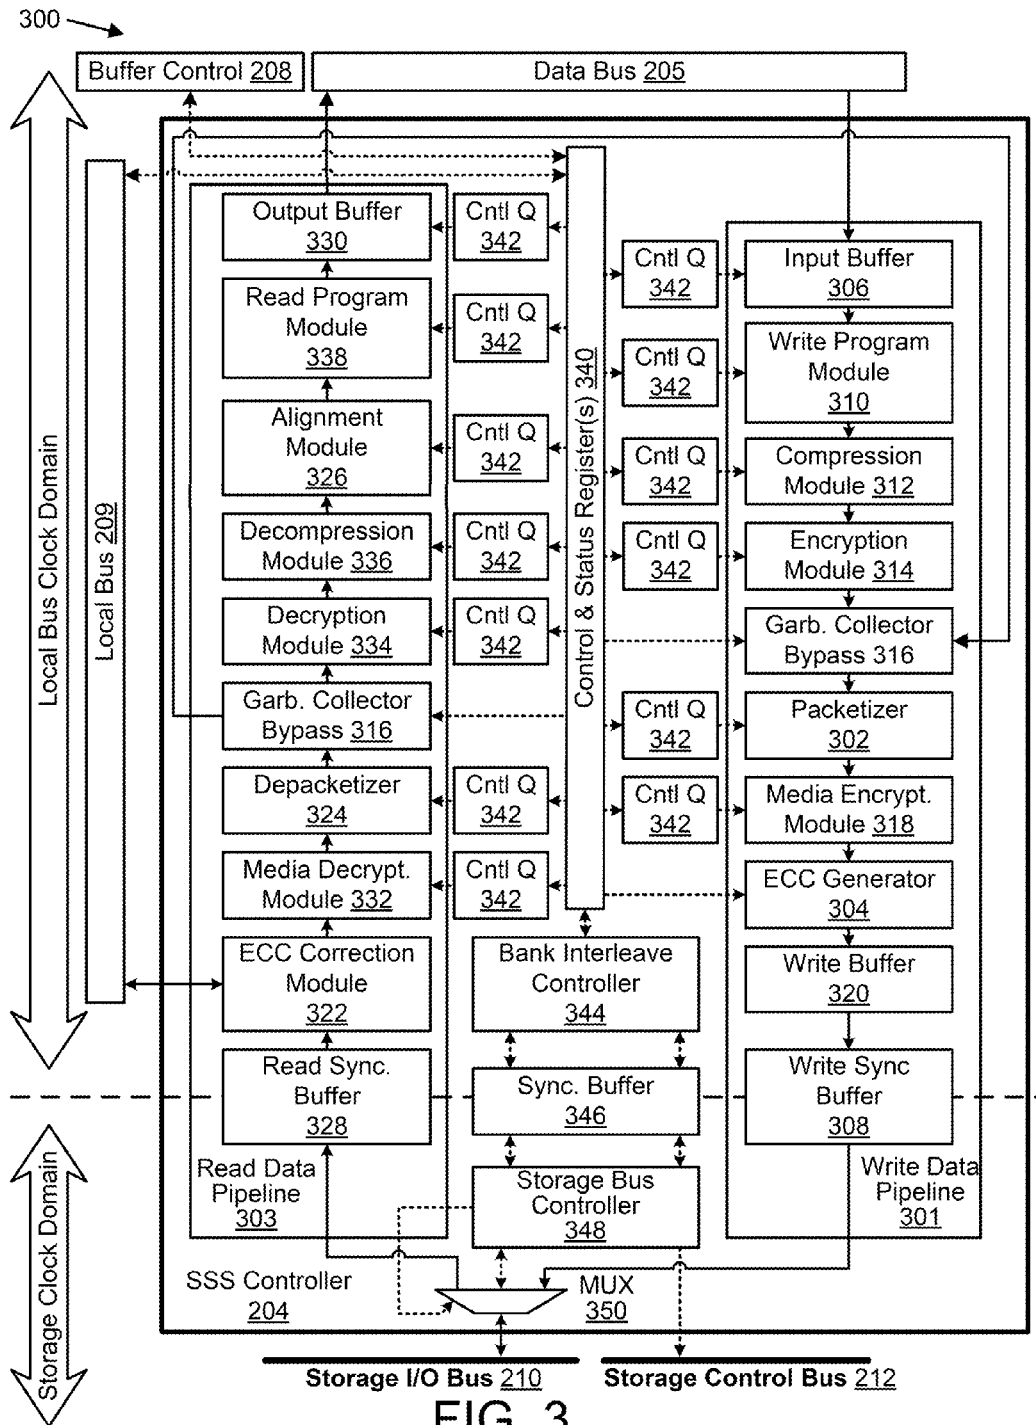 300
Buffer Control 208
Data Bus 205
Local Bus Clock Domain
Local Bus 209
Output Buffer
330
Read Program
Module
338
Alignment
Module
326
Decompression
Module 336
Decryption
Module 334
Garb. Collector
Bypass 316
Depacketizer
324
Media Decrypt.
Module 332
ECC Correction
Module
322
Read Sync.
Buffer
328
Read Data
Pipeline
303
Cntl Q
342
Cntl Q
342
Cntl Q
342
Cntl Q
342
Cntl Q
342
Cntl Q
342
Cntl Q
342
Control & Status Register(s) 340
Cntl Q
342
Cntl Q
342
Cntl Q
342
Cntl Q
342
Cntl Q
342
Cntl Q
342
Input Buffer
306
Write Program
Module
310
Compression
Module 312
Encryption
Module 314
Garb. Collector
Bypass 316
Packetizer
302
Media Encrypt.
Module 318
ECC Generator
304
Write Buffer
320
Write Sync
Buffer
308
Write Data
Pipeline
301
Bank Interleave
Controller
344
Sync. Buffer
346
Storage Bus
Controller
348
Storage Clock Domain
SSS Controller
204
MUX
350
Storage I/O Bus 210
Storage Control Bus 212
FIG. 3